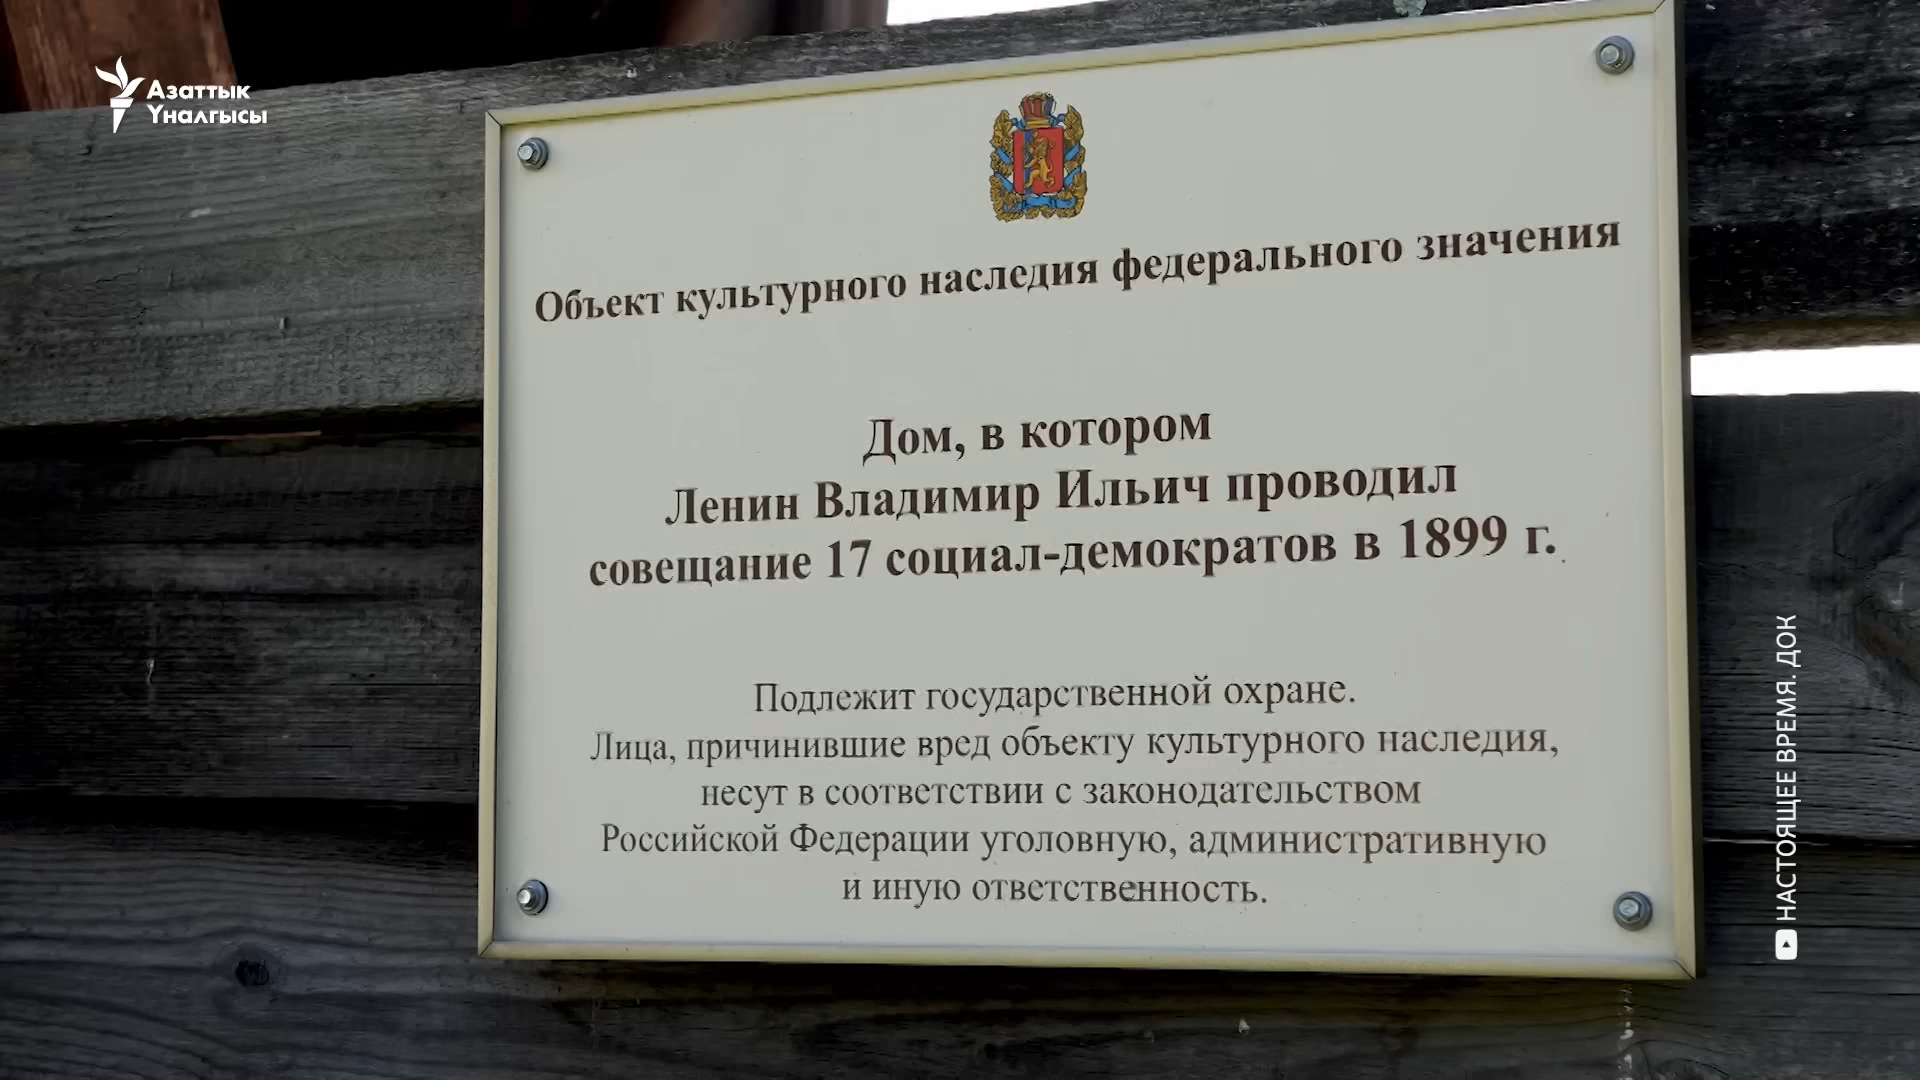 Азаттык
Үналгысы
Объект культурного наследия федерального значения
Дом, в котором
Ленин Владимир Ильич проводил
совещание 17 социал-демократов в 1899 г.
Подлежит государственной охране.
Лица, причинившие вред объекту культурного наследия,
несут в соответствии с законодательством
Российской Федерации уголовную, административную
и иную ответственность.
НАСТОЯЩЕЕ ВРЕМЯ. ДОК